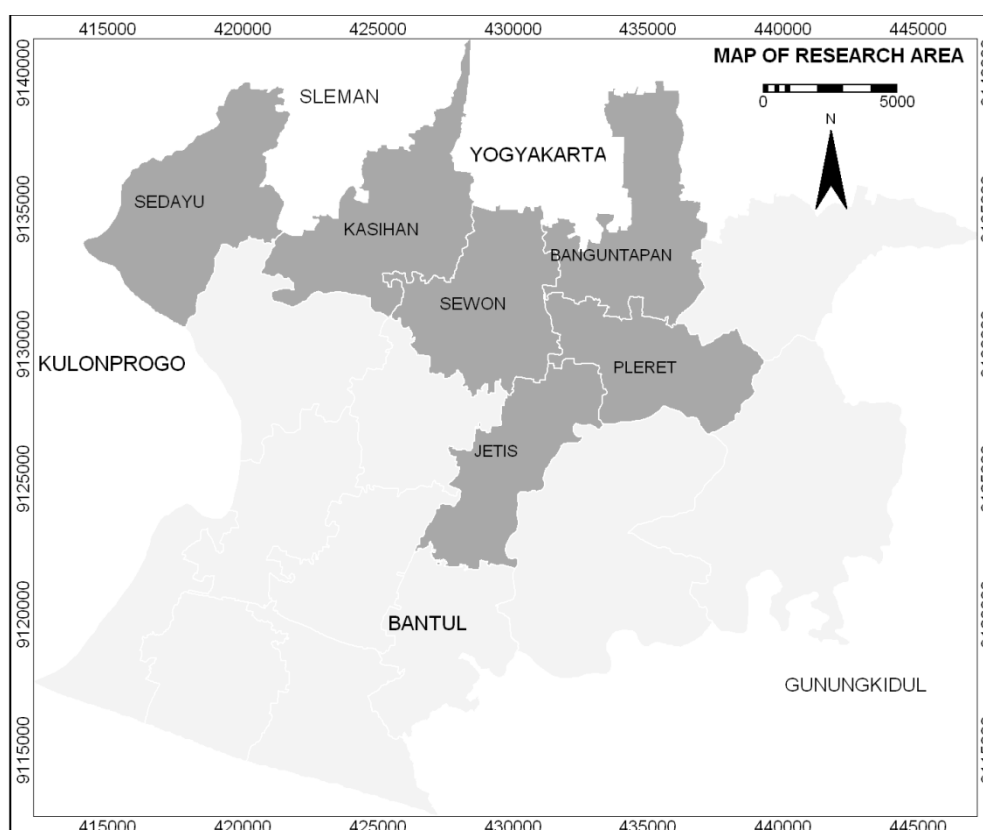 415000 420000 425000 430000 435000 440000 445000
MAP OF RESEARCH AREA
0 5000
N
9140000
9135000
9130000
9125000
9120000
9115000
SLEMAN
YOGYAKARTA
SEDAYU
KASIHAN
BANGUNTAPAN
SEWON
KULONPROGO
PLERET
JETIS
BANTUL
GUNUNGKIDUL
415000 420000 425000 430000 435000 440000 445000